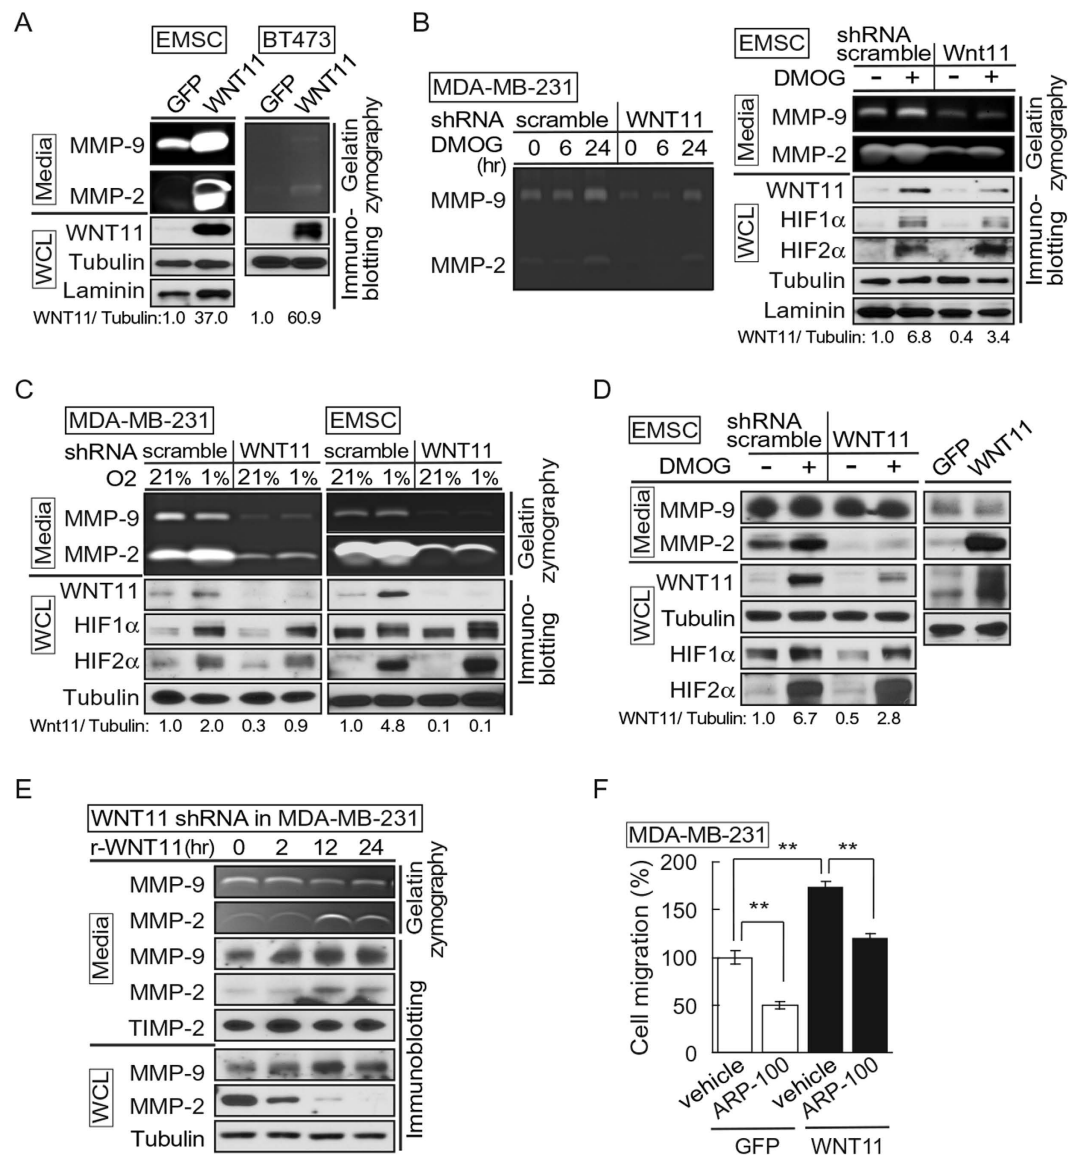 A
EMSC BT473
GFP WNT11 GFP WNT11
Media
MMP-9
MMP-2
Gelatin zymography
WCL
WNT11
Tubulin
Laminin
Immuno-blotting
WNT11/ Tubulin:1.0 37.0 1.0 60.9
B
MDA-MB-231
shRNA scramble WNT11
DMOG 0 6 24 0 6 24
(hr)
MMP-9
MMP-2
EMSC
shRNA
scramble Wnt11
DMOG - + - +
Media
MMP-9
MMP-2
Gelatin zymography
WCL
WNT11
HIF1α
HIF2α
Tubulin
Laminin
Immuno-blotting
WNT11/ Tubulin: 1.0 6.8 0.4 3.4
C
MDA-MB-231 EMSC
shRNA scramble WNT11 scramble WNT11
O2 21% 1% 21% 1% 21% 1% 21% 1%
Media
MMP-9
MMP-2
Gelatin zymography
WCL
WNT11
HIF1α
HIF2α
Tubulin
Immuno-blotting
Wnt11/ Tubulin: 1.0 2.0 0.3 0.9 1.0 4.8 0.1 0.1
D
EMSC
shRNA
scramble WNT11 GFP WNT11
DMOG - + - +
Media
MMP-9
MMP-2
WCL
WNT11
Tubulin
HIF1α
HIF2α
WNT11/ Tubulin: 1.0 6.7 0.5 2.8
E
WNT11 shRNA in MDA-MB-231
r-WNT11(hr) 0 2 12 24
Media
MMP-9
MMP-2
Gelatin zymography
MMP-9
MMP-2
TIMP-2
WCL
MMP-9
MMP-2
Tubulin
Immunoblotting
F
MDA-MB-231
Cell migration (%)
200
150
100
50
0
** ** **
vehicle ARP-100 vehicle ARP-100
GFP WNT11